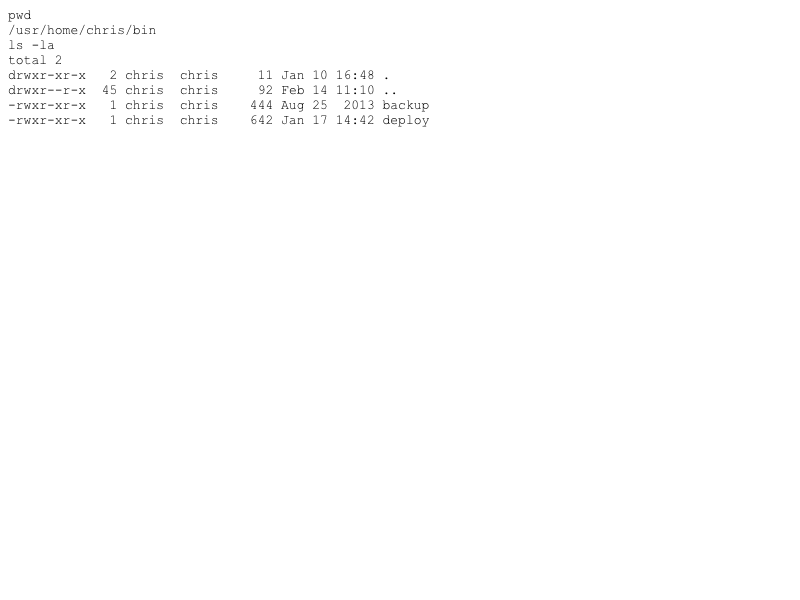 pwd
/usr/home/chris/bin
ls -la
total 2
drwxr-xr-x   2 chris  chris     11 Jan 10 16:48 .
drwxr--r-x  45 chris  chris     92 Feb 14 11:10 ..
-rwxr-xr-x   1 chris  chris    444 Aug 25  2013 backup
-rwxr-xr-x   1 chris  chris    642 Jan 17 14:42 deploy